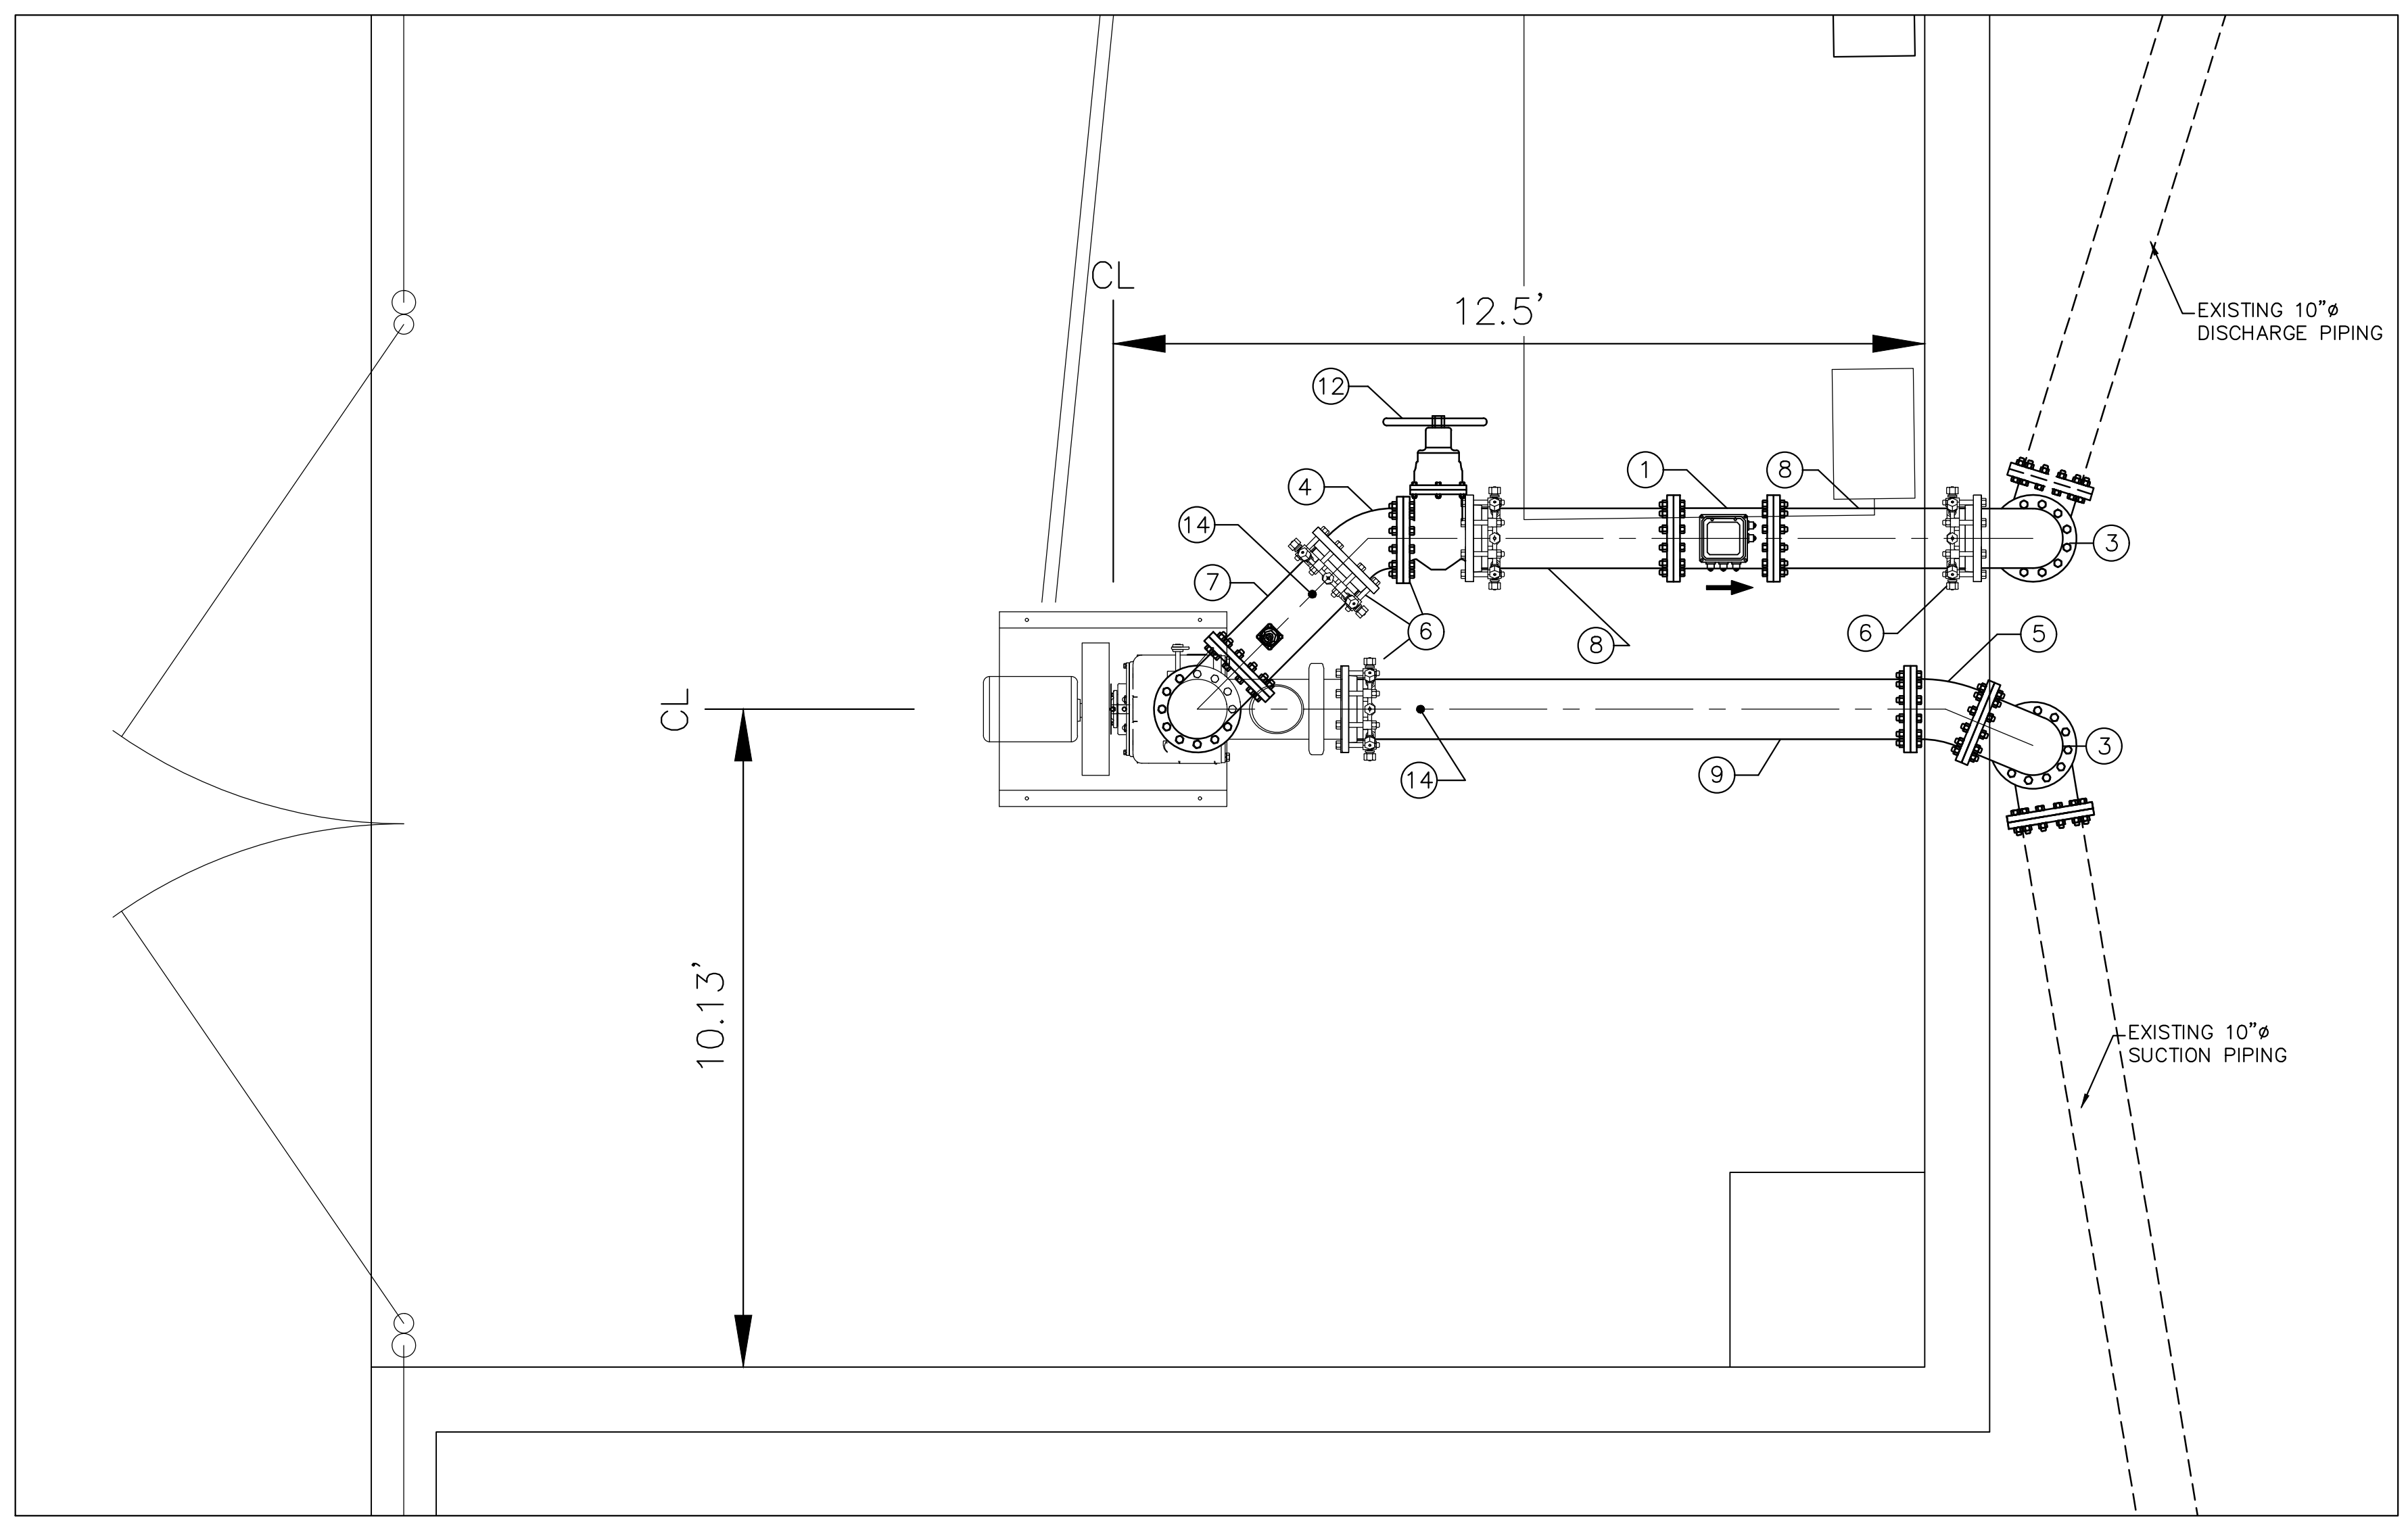 CL
12.5’
EXISTING 10”ø
DISCHARGE PIPING
12
1
8
4
14
3
7
6
8
6
5
CL
3
14
9
10.13’
EXISTING 10”ø
SUCTION PIPING